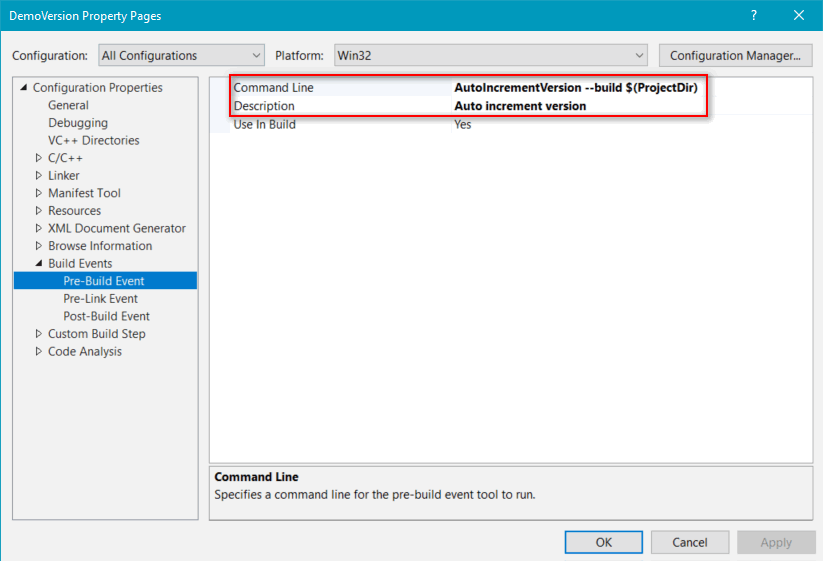 DemoVersion Property Pages ?
Configuration: All Configurations Platform: Win32 Configuration Manager...
Configuration Properties
General
Debugging
VC++ Directories
C/C++
Linker
Manifest Tool
Resources
XML Document Generator
Browse Information
Build Events
Pre-Build Event
Pre-Link Event
Post-Build Event
Custom Build Step
Code Analysis
Command Line AutoIncrementVersion --build $(ProjectDir)
Description Auto increment version
Use In Build Yes
Command Line
Specifies a command line for the pre-build event tool to run.
OK Cancel Apply